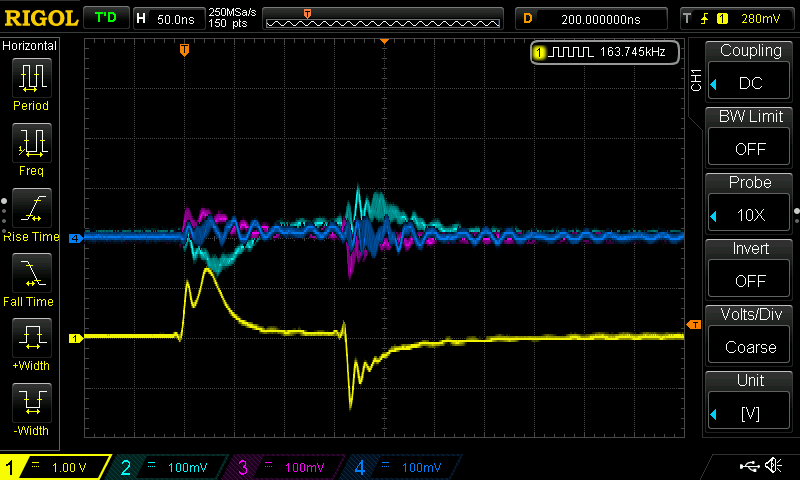 RIGOL T'D H 50.0ns 250MSa/s D 200.000000ns T 1 280mV
150 pts
Horizontal
1 163.745kHz
Period
Freq
Rise Time
Fall Time
+Width
-Width
T
4
1
T
CH1
Coupling
DC
BW Limit
OFF
Probe
10X
Invert
OFF
Volts/Div
Coarse
Unit
[V]
1 1.00 V 2 100mV 3 100mV 4 100mV